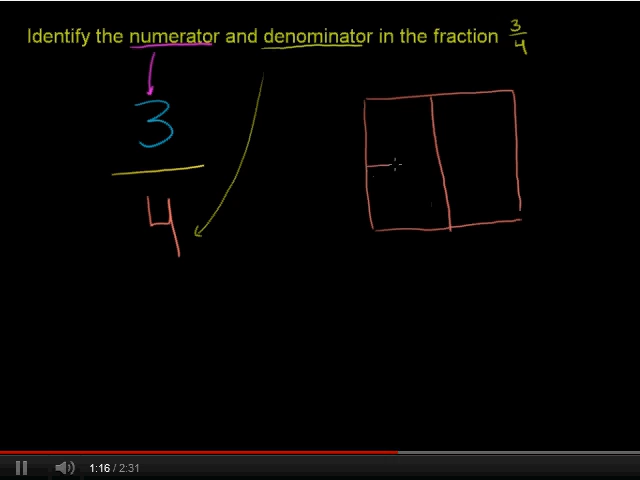 Identify the numerator and denominator in the fraction 3/4
3
4
1:16 / 2:31